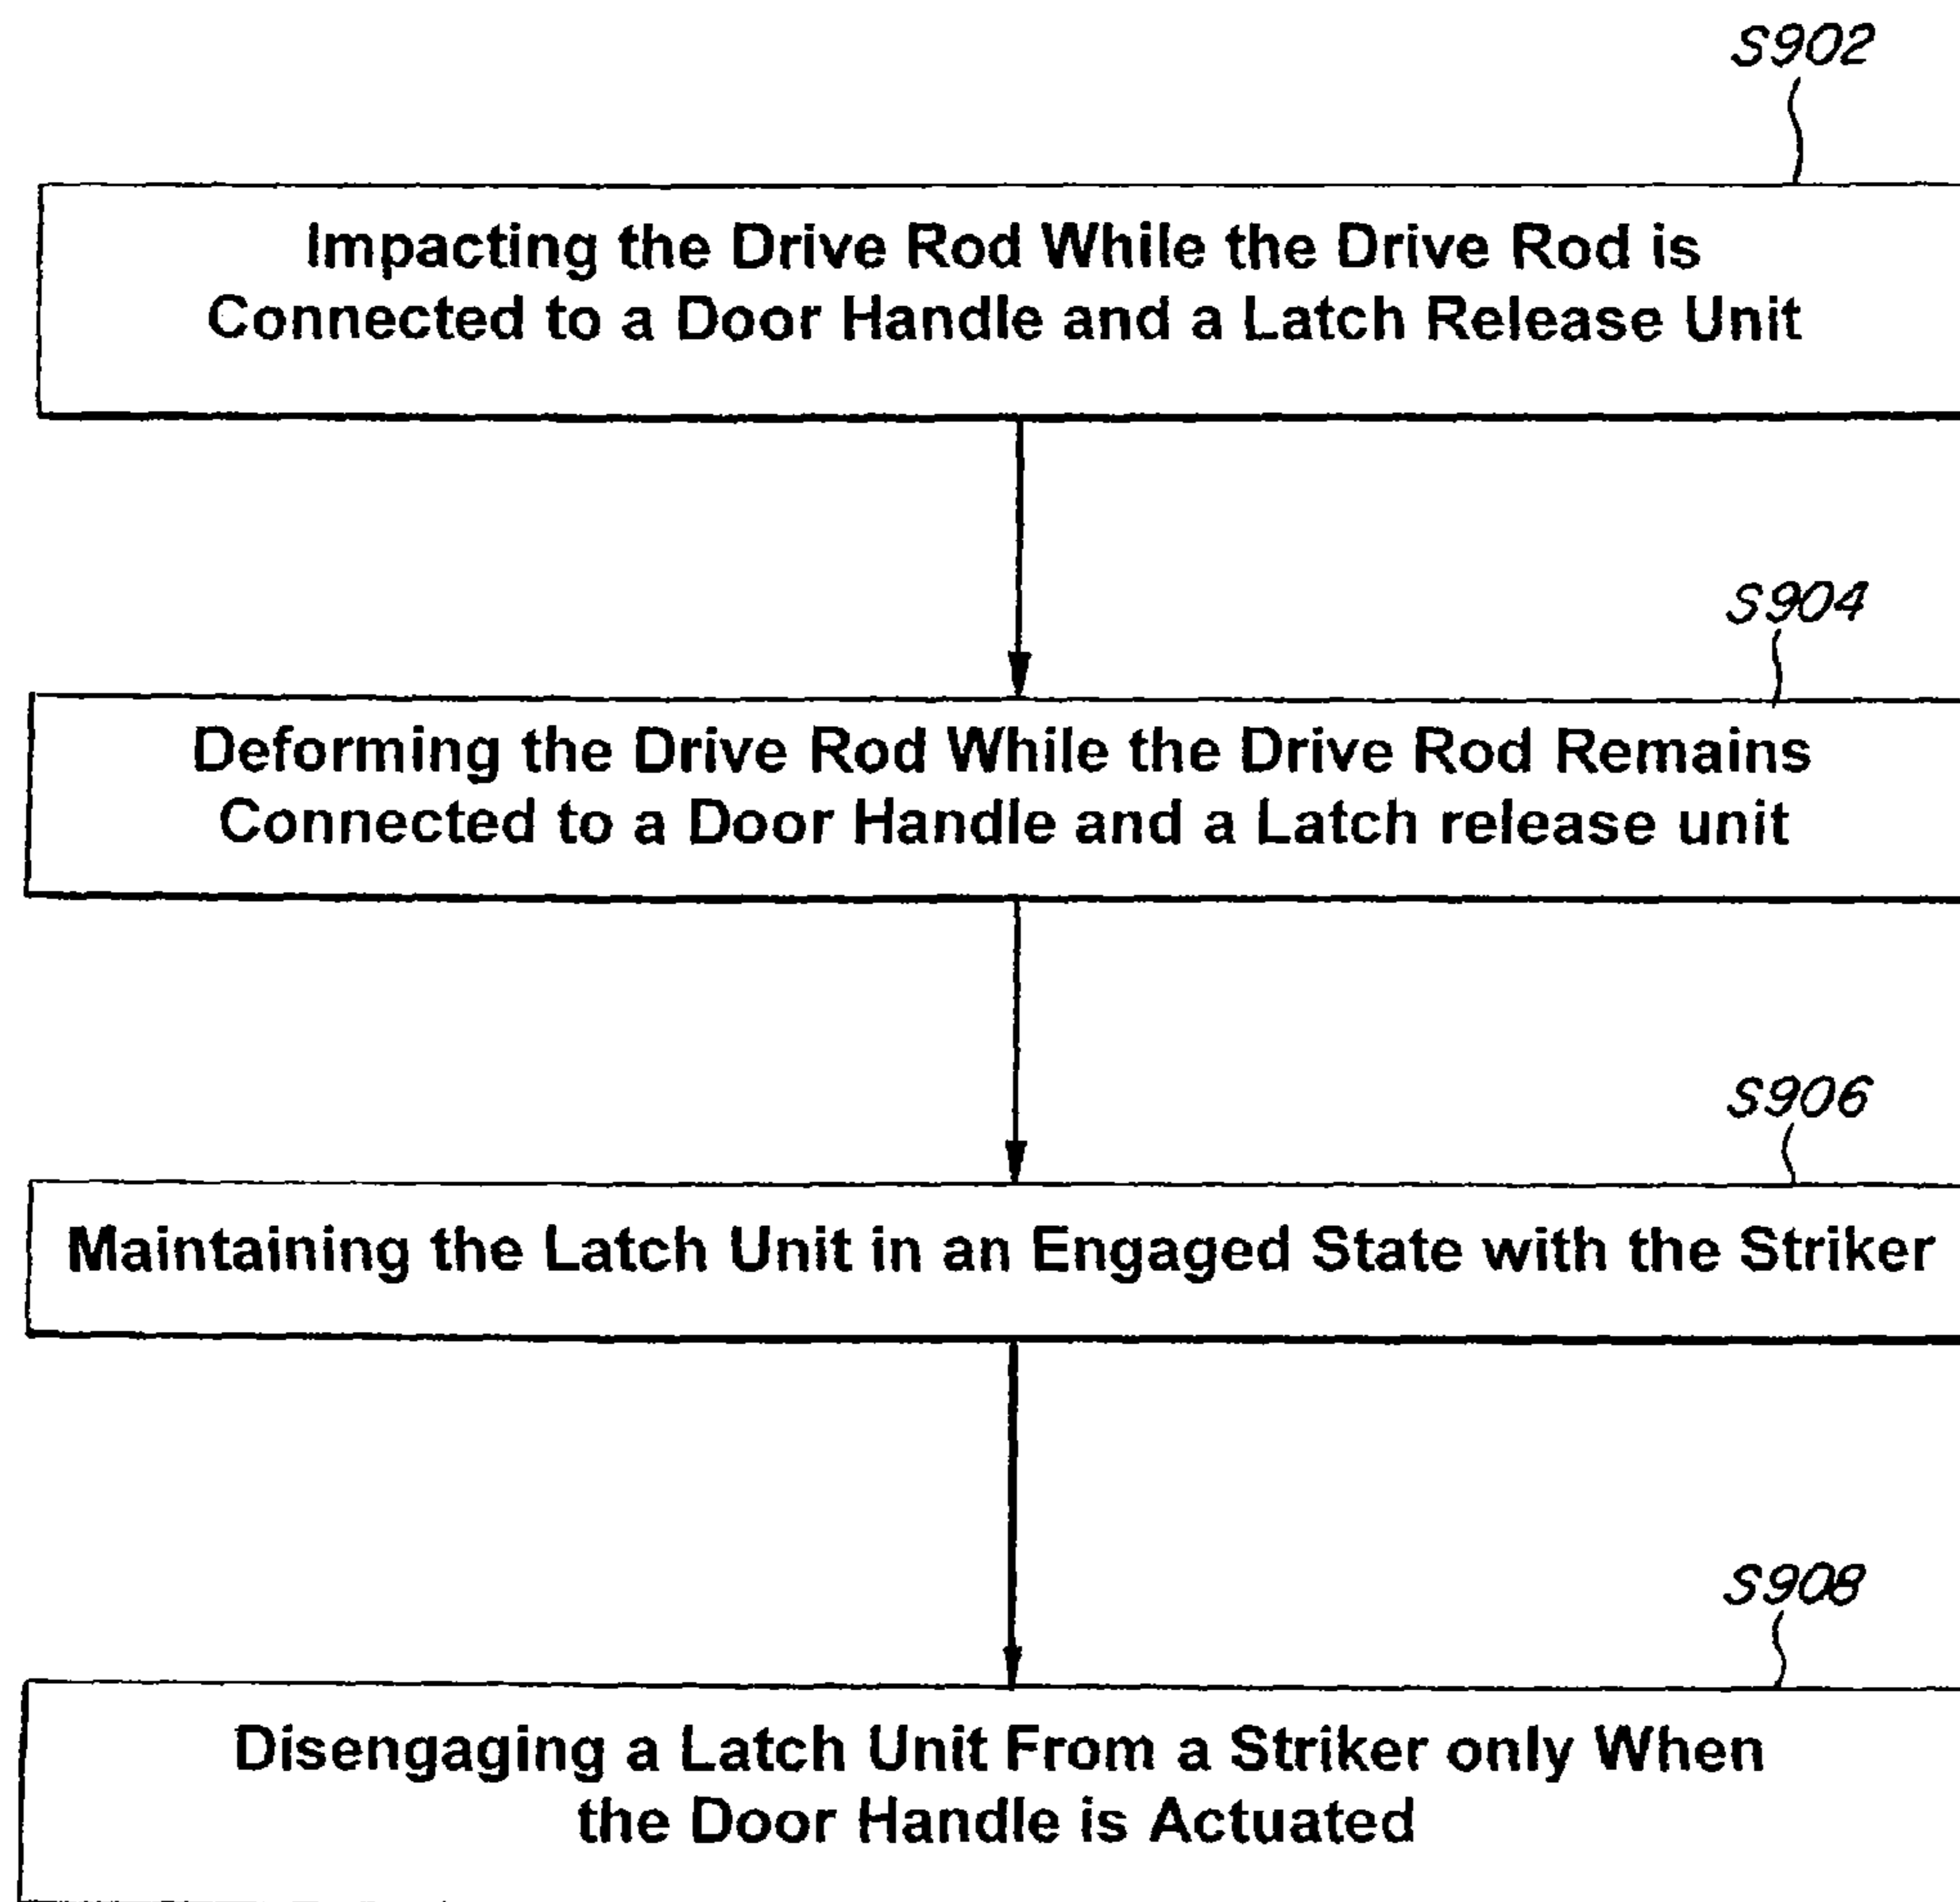 S902
Impacting the Drive Rod While the Drive Rod is
Connected to a Door Handle and a Latch Release Unit
S904
Deforming the Drive Rod While the Drive Rod Remains
Connected to a Door Handle and a Latch release unit
S906
Maintaining the Latch Unit in an Engaged State with the Striker
S908
Disengaging a Latch Unit From a Striker only When
the Door Handle is Actuated